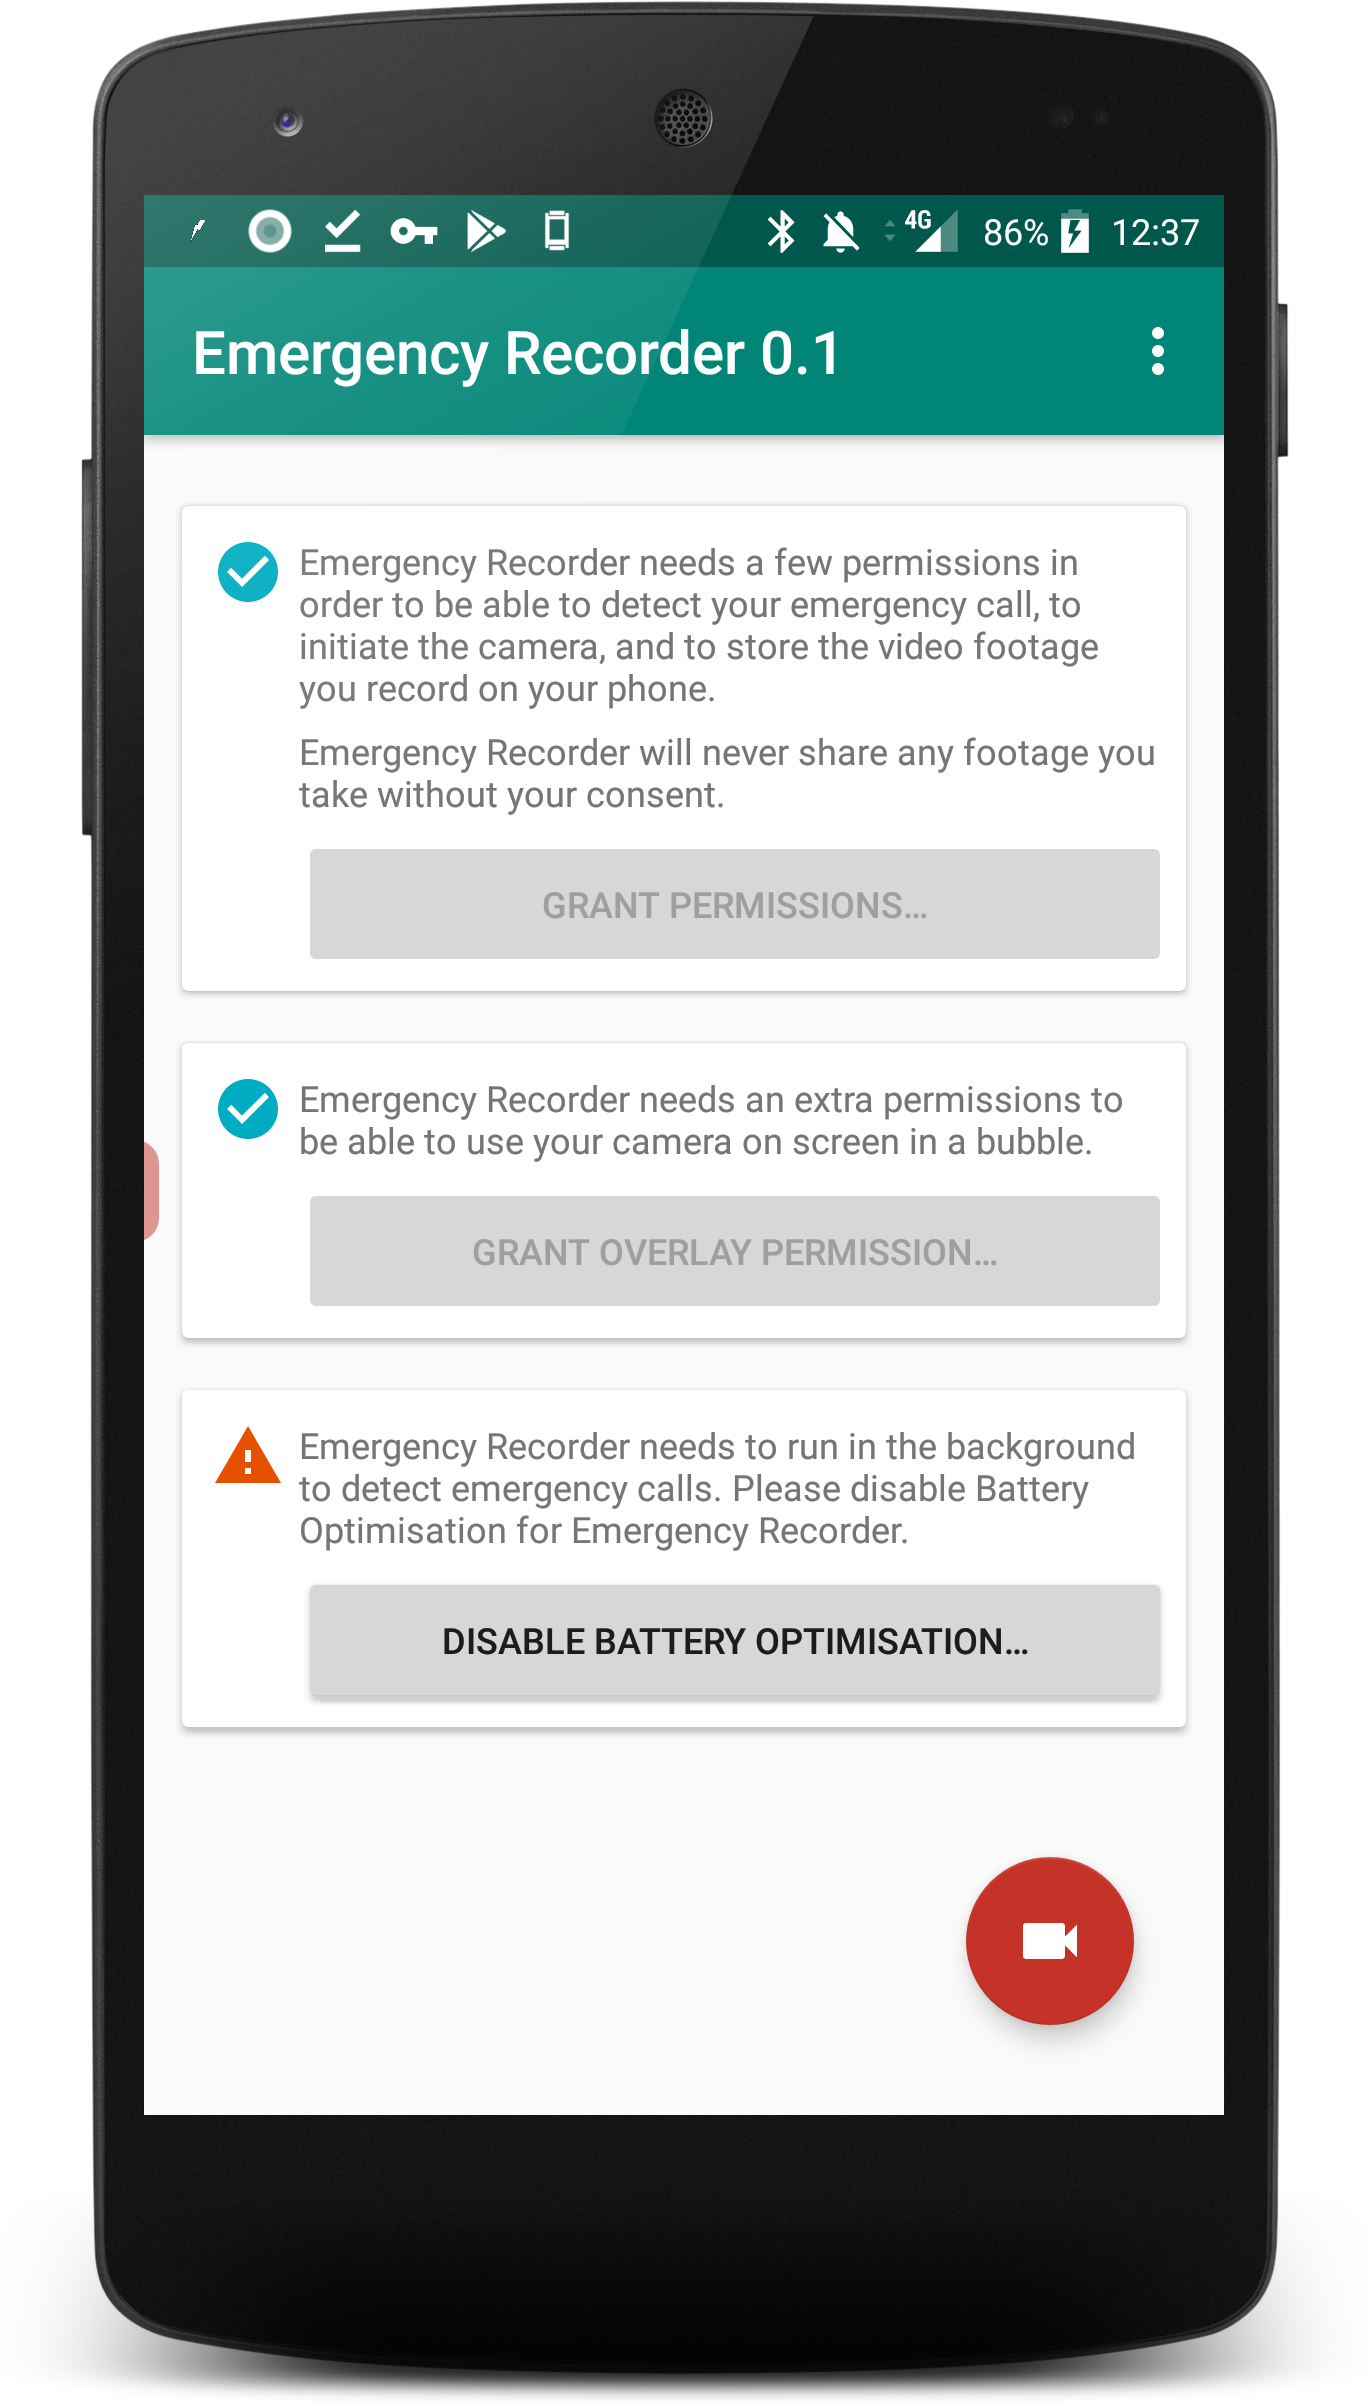 4G 86% 12:37
Emergency Recorder 0.1
Emergency Recorder needs a few permissions in
order to be able to detect your emergency call, to
initiate the camera, and to store the video footage
you record on your phone.
Emergency Recorder will never share any footage you
take without your consent.
GRANT PERMISSIONS...
Emergency Recorder needs an extra permissions to
be able to use your camera on screen in a bubble.
GRANT OVERLAY PERMISSION...
Emergency Recorder needs to run in the background
to detect emergency calls. Please disable Battery
Optimisation for Emergency Recorder.
DISABLE BATTERY OPTIMISATION...